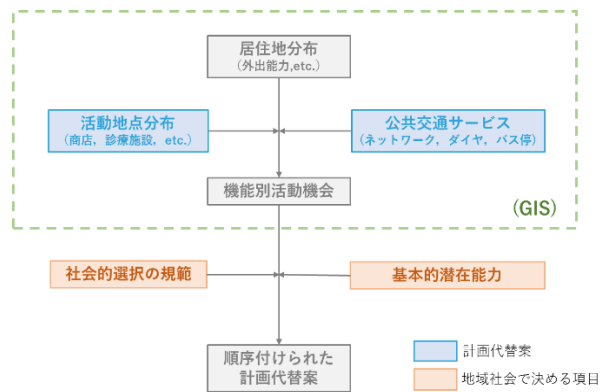 居住地分布
(外出能力,etc.)
活動地点分布
(商店，診療施設，etc.)
公共交通サービス
(ネットワーク，ダイヤ，バス停)
機能別活動機会
(GIS)
社会的選択の規範
基本的潜在能力
順序付けられた
計画代替案
計画代替案
地域社会で決める項目